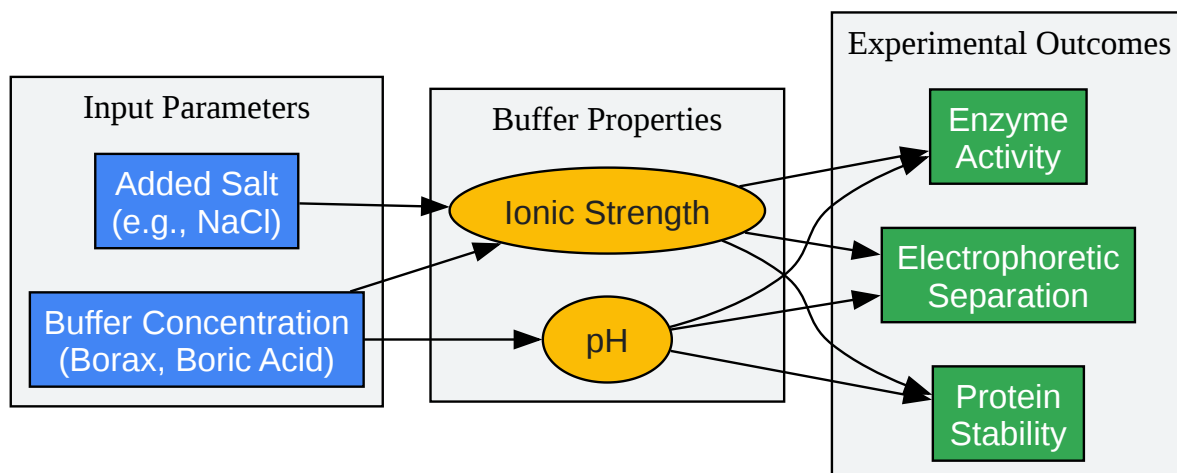 Input Parameters
Added Salt
(e.g., NaCl)
Buffer Concentration
(Borax, Boric Acid)
Buffer Properties
Ionic Strength
pH
Experimental Outcomes
Enzyme
Activity
Electrophoretic
Separation
Protein
Stability